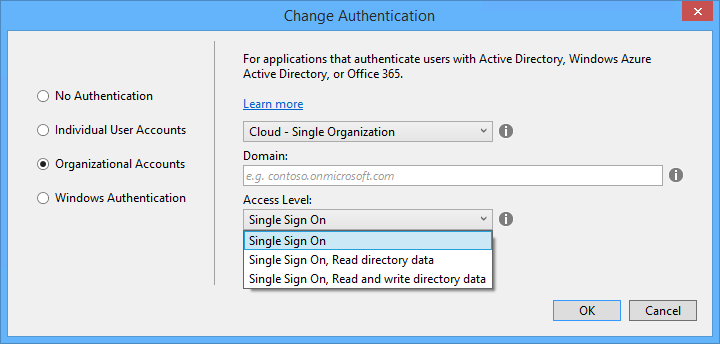 Change Authentication
For applications that authenticate users with Active Directory, Windows Azure
Active Directory, or Office 365.
No Authentication
Individual User Accounts
Organizational Accounts
Windows Authentication
Learn more
Cloud - Single Organization
Domain:
e.g. contoso.onmicrosoft.com
Access Level:
Single Sign On
Single Sign On
Single Sign On, Read directory data
Single Sign On, Read and write directory data
OK
Cancel